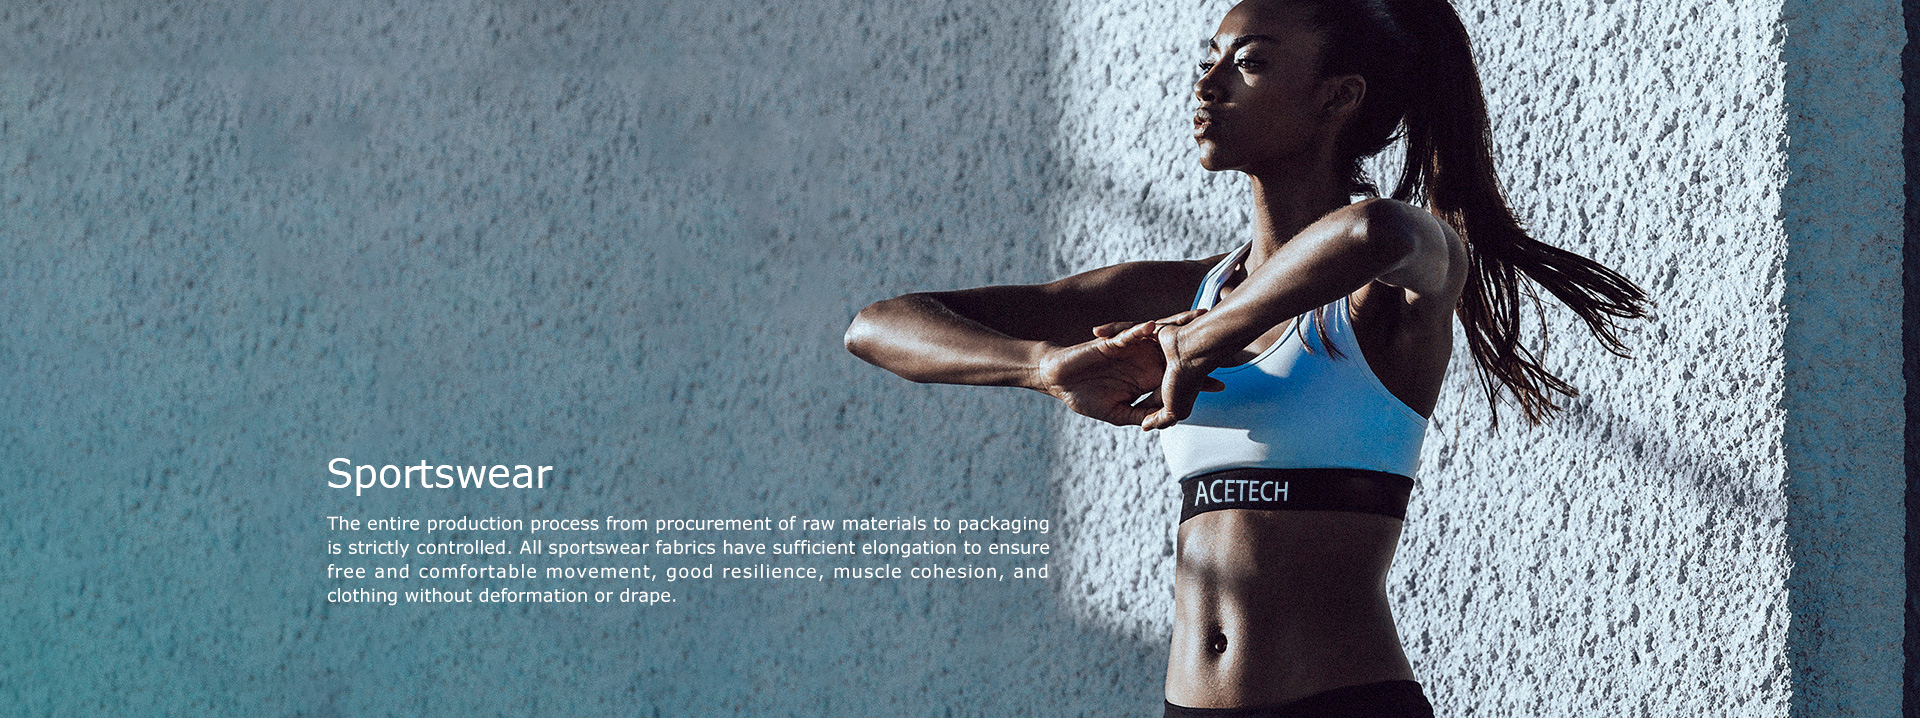 Sportswear
The entire production process from procurement of raw materials to packaging
is strictly controlled. All sportswear fabrics have sufficient elongation to ensure
free and comfortable movement, good resilience, muscle cohesion, and
clothing without deformation or drape.
ACETECH